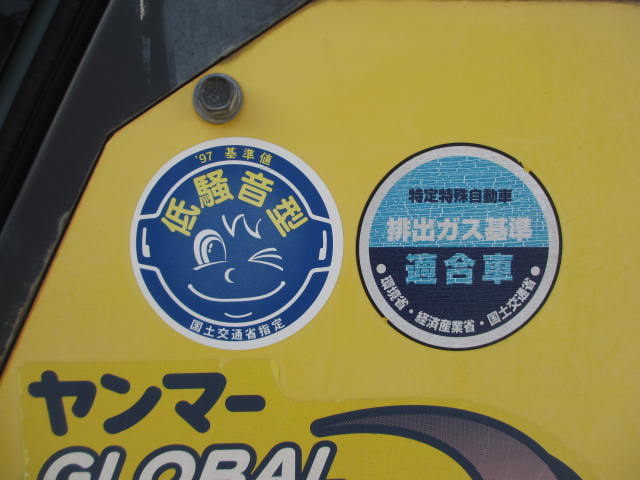 '97 基準値
低騒音型
国土交通省指定
特定特殊自動車
排出ガス基準
適合車
・環境省・経済産業省・国土交通省・
ヤンマー
GLOBAL